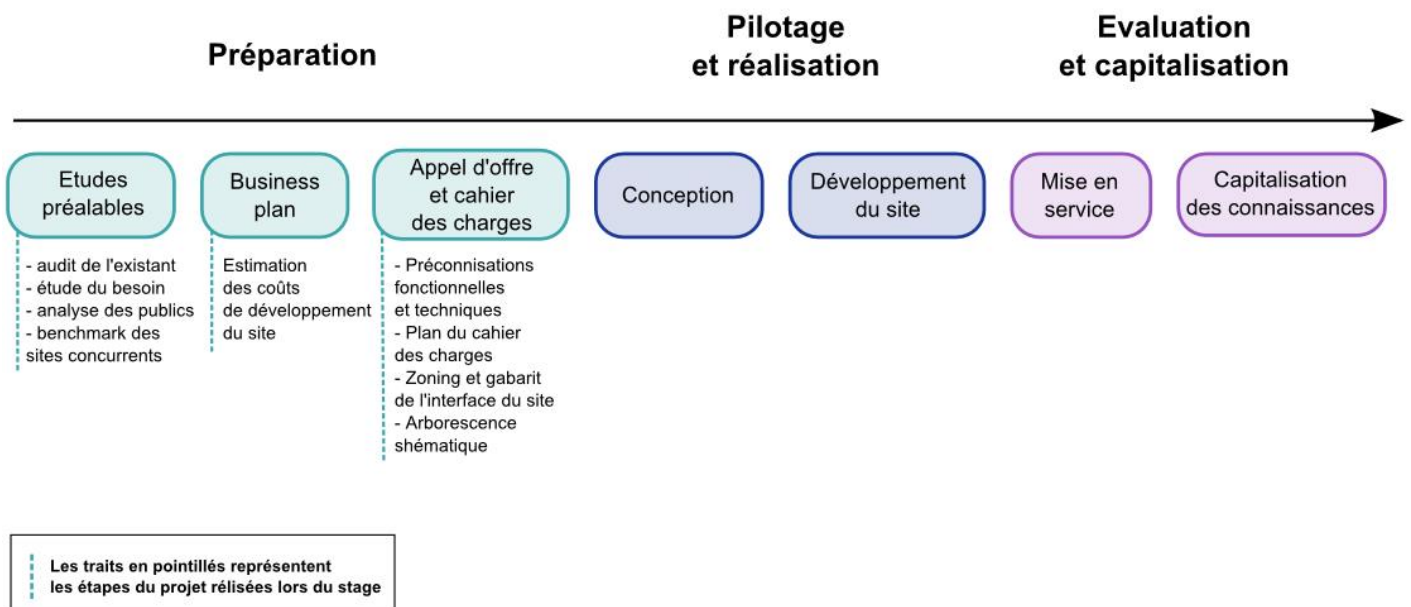 Préparation
Pilotage
et réalisation
Evaluation
et capitalisation
Etudes
préalables
Business
plan
Appel d'offre
et cahier
des charges
Conception
Développement
du site
Mise en
service
Capitalisation
des connaissances
- audit de l'existant
- étude du besoin
- analyse des publics
- benchmark des
sites concurrents
Estimation
des coûts
de développement
du site
- Préconnisations
fonctionnelles
et techniques
- Plan du cahier
des charges
- Zoning et gabarit
de l'interface du site
- Arborescence
shématique
Les traits en pointillés représentent
les étapes du projet rélisées lors du stage